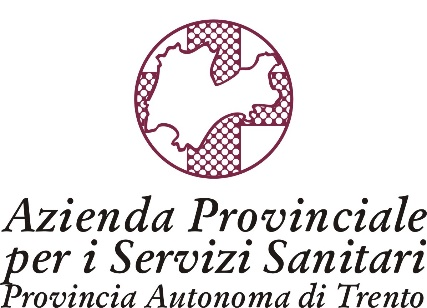 Azienda Provinciale
per i Servizi Sanitari
Provincia Autonoma di Trento